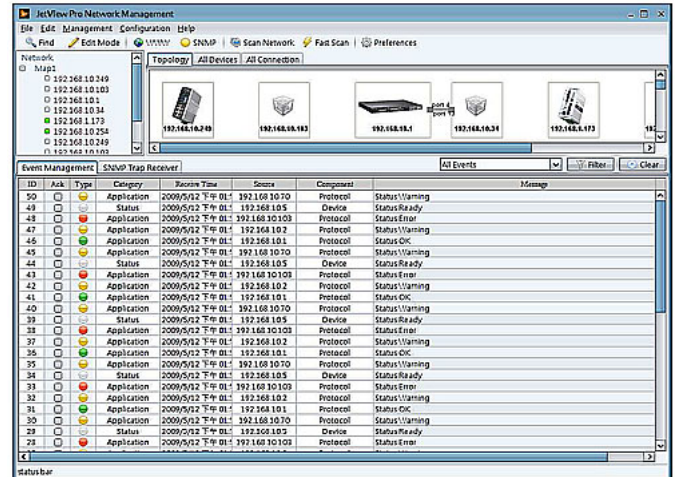 JetView Pro Network Management
File Edit Management Configuration Help
Find Edit Mode WWW SNMP Scan Network Fast Scan Preferences
Network
Map1
192.168.10.249
192.168.10.103
192.168.10.1
192.168.10.34
192.168.1.173
192.168.10.254
192.168.10.249
Topology All Devices All Connection
port
port
192.168.10.249 192.168.10.103 192.168.10.1 192.168.10.34 192.168.1.173
Event Management SNMP Trap Receiver All Events Filter Clear
ID Ack Type Category Receive Time Source Component Message
50 Application 2009/5/12 下午 01: 192.168.10.70 Protocol Status Warning
49 Status 2009/5/12 下午 01: 192.168.10.5 Device Status Ready
48 Application 2009/5/12 下午 01: 192.168.10.103 Protocol Status Error
47 Application 2009/5/12 下午 01: 192.168.10.2 Protocol Status Warning
46 Application 2009/5/12 下午 01: 192.168.10.1 Protocol Status OK
45 Application 2009/5/12 下午 01: 192.168.10.70 Protocol Status Warning
44 Status 2009/5/12 下午 01: 192.168.10.5 Device Status Ready
43 Application 2009/5/12 下午 01: 192.168.10.103 Protocol Status Error
42 Application 2009/5/12 下午 01: 192.168.10.2 Protocol Status Warning
41 Application 2009/5/12 下午 01: 192.168.10.1 Protocol Status OK
40 Application 2009/5/12 下午 01: 192.168.10.70 Protocol Status Warning
39 Status 2009/5/12 下午 01: 192.168.10.5 Device Status Ready
38 Application 2009/5/12 下午 01: 192.168.10.103 Protocol Status Error
37 Application 2009/5/12 下午 01: 192.168.10.2 Protocol Status Warning
36 Application 2009/5/12 下午 01: 192.168.10.1 Protocol Status OK
35 Application 2009/5/12 下午 01: 192.168.10.70 Protocol Status Warning
34 Status 2009/5/12 下午 01: 192.168.10.5 Device Status Ready
33 Application 2009/5/12 下午 01: 192.168.10.103 Protocol Status Error
32 Application 2009/5/12 下午 01: 192.168.10.2 Protocol Status Warning
31 Application 2009/5/12 下午 01: 192.168.10.1 Protocol Status OK
30 Application 2009/5/12 下午 01: 192.168.10.70 Protocol Status Warning
29 Status 2009/5/12 下午 01: 192.168.10.5 Device Status Ready
28 Application 2009/5/12 下午 01: 192.168.10.103 Protocol Status Error
status bar